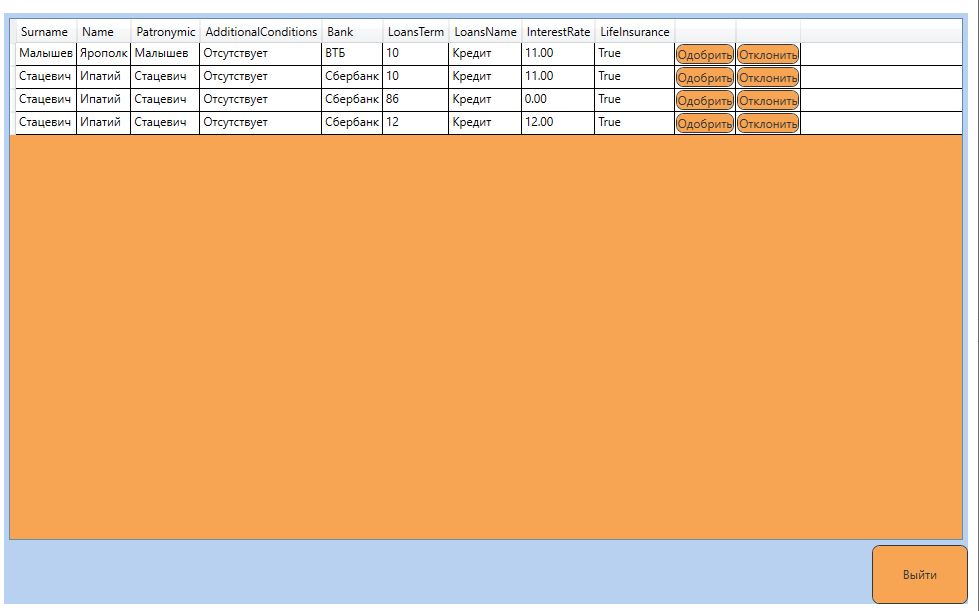 Surname Name Patronymic AdditionalConditions Bank LoansTerm LoansName InterestRate LifeInsurance
Малышев Ярополк Малышев Отсутствует ВТБ 10 Кредит 11.00 True Одобрить Отклонить
Стацевич Ипатий Стацевич Отсутствует Сбербанк 10 Кредит 11.00 True Одобрить Отклонить
Стацевич Ипатий Стацевич Отсутствует Сбербанк 86 Кредит 0.00 True Одобрить Отклонить
Стацевич Ипатий Стацевич Отсутствует Сбербанк 12 Кредит 12.00 True Одобрить Отклонить
Выйти